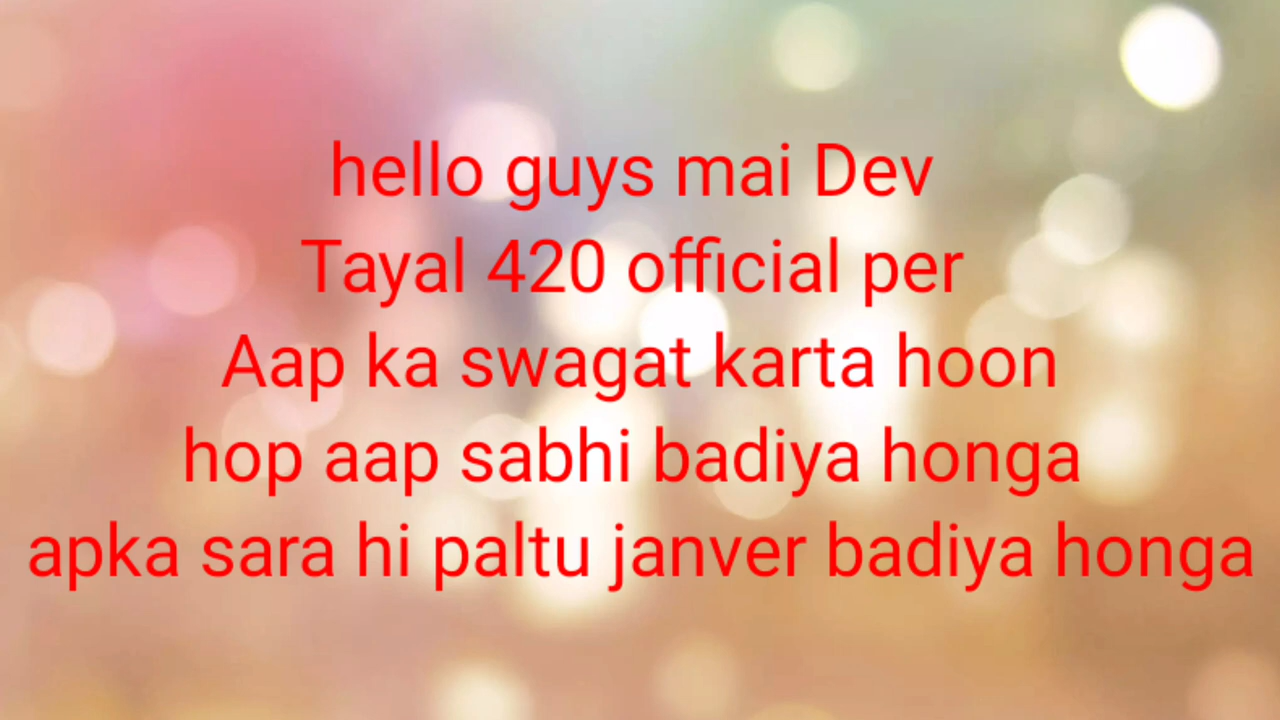 hello guys mai Dev
Tayal 420 official per
Aap ka swagat karta hoon
hop aap sabhi badiya honga
apka sara hi paltu janver badiya honga